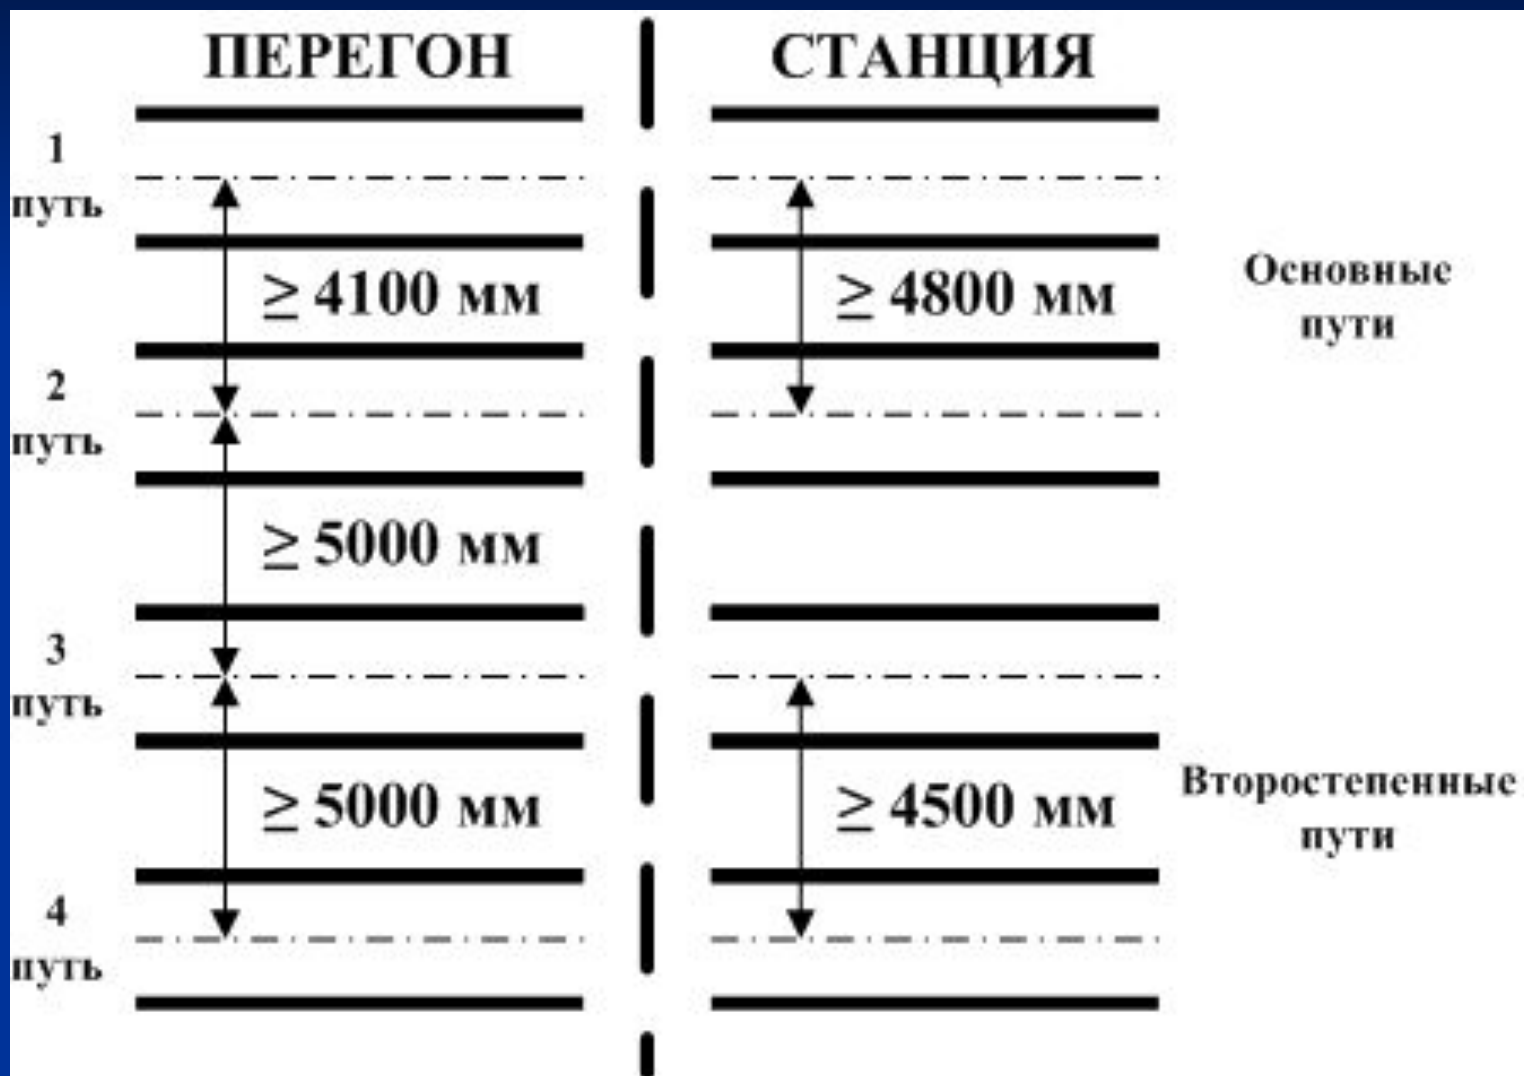 ПЕРЕГОН
СТАНЦИЯ
1
путь
≥ 4100 мм
≥ 4800 мм
Основные
пути
2
путь
≥ 5000 мм
3
путь
≥ 5000 мм
≥ 4500 мм
Второстепенные
пути
4
путь